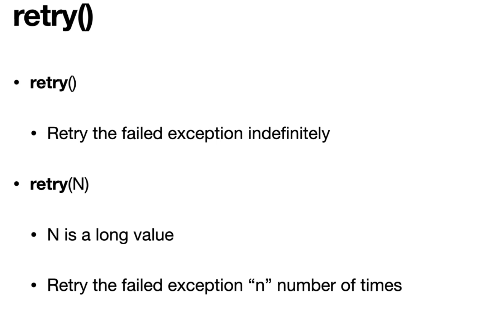 retry()
• retry()
• Retry the failed exception indefinitely
• retry(N)
• N is a long value
• Retry the failed exception “n” number of times